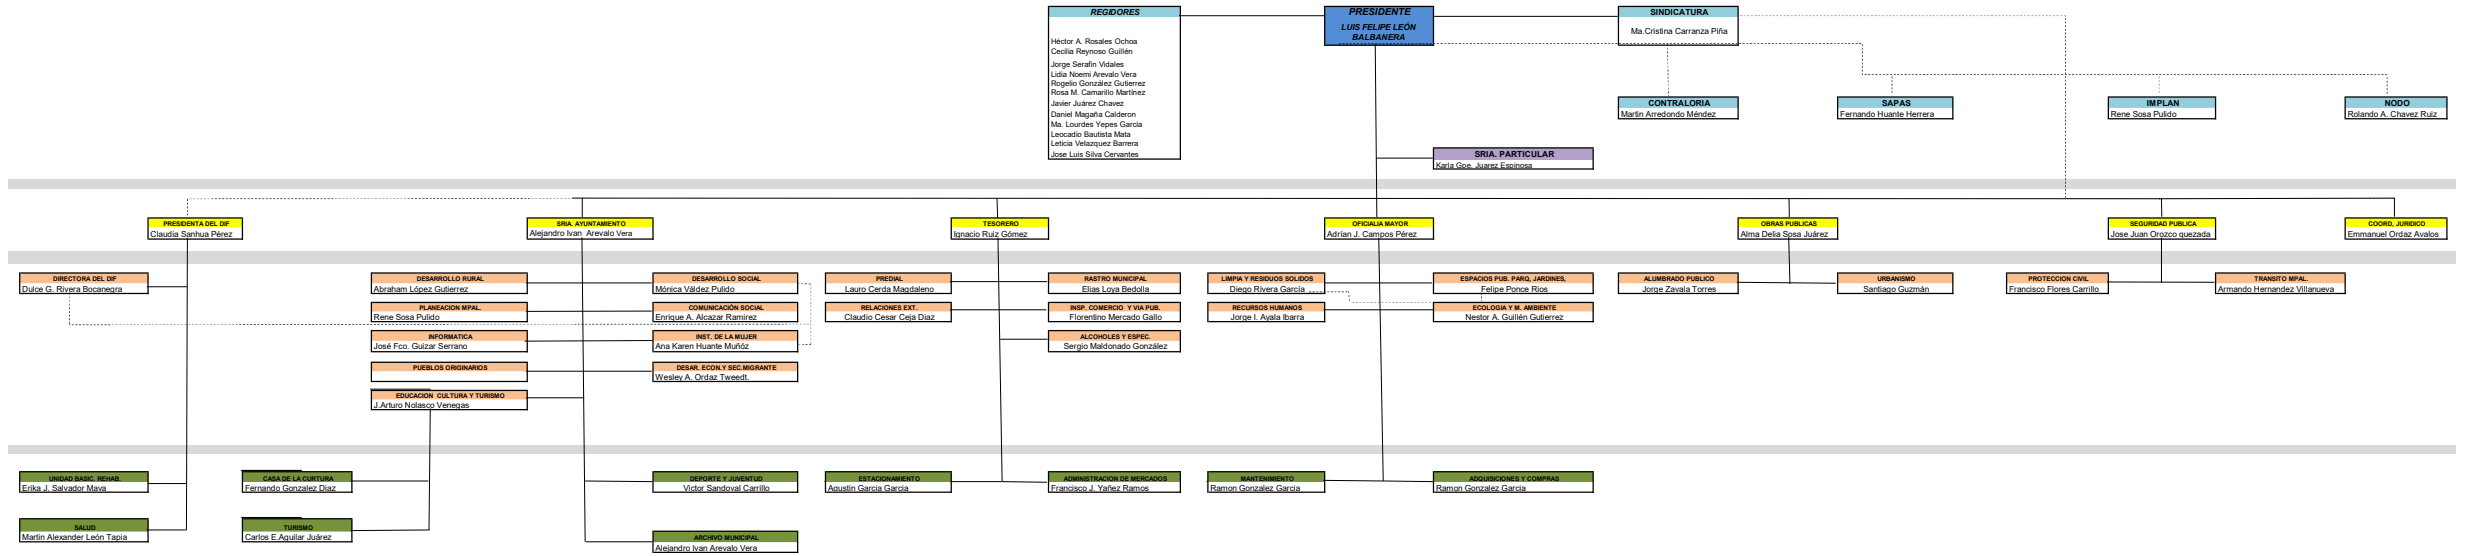 REGIDORES
Héctor A. Rosales Ochoa
Cecilia Reynoso Guillén
Jorge Serafin Vidales
Lidia Noemi Arevalo Vera
Rogelio González Gutierrez
Rosa M. Camarillo Martínez
Javier Juárez Chavez
Daniel Magaña Calderon
Ma. Lourdes Yepes Garcia
Leocadio Bautista Mata
Leticia Velazquez Barrera
Jose Luis Silva Cervantes
PRESIDENTE
LUIS FELIPE LEÓN
BALBANERA
SINDICATURA
Ma.Cristina Carranza Piña
CONTRALORIA
Martin Arredondo Méndez
SAPAS
Fernando Huante Herrera
IMPLAN
Rene Sosa Pulido
NODO
Rolando A. Chavez Ruiz
SRIA. PARTICULAR
Karla Gpe. Juarez Espinosa
PRESIDENTA DEL DIF
Claudia Sanhua Pérez
SRIA. AYUNTAMIENTO
Alejandro Ivan Arevalo Vera
TESORERO
Ignacio Ruiz Gómez
OFICIALIA MAYOR
Adrián J. Campos Pérez
OBRAS PUBLICAS
Alma Delia Sosa Juárez
SEGURIDAD PUBLICA
Jose Juan Orozco quezada
COORD, JURIDICO
Emmanuel Ordaz Avalos
DIRECTORA DEL DIF
Dulce G. Rivera Bocanegra
DESARROLLO RURAL
Abraham López Gutierrez
DESARROLLO SOCIAL
Mónica Váldez Pulido
PREDIAL
Lauro Cerda Magdaleno
RASTRO MUNICIPAL
Elias Loya Bedolla
LIMPIA Y RESIDUOS SOLIDOS
Diego Rivera García
ESPACIOS PUB. PARQ, JARDINES,
Felipe Ponce Rios
ALUMBRADO PUBLICO
Jorge Zavala Torres
URBANISMO
Santiago Guzmán
PROTECCION CIVIL
Francisco Flores Carrillo
TRANSITO MPAL.
Armando Hernandez Villanueva
PLANEACION MPAL.
Rene Sosa Pulido
COMUNICACIÓN SOCIAL
Enrique A. Alcazar Ramirez
RELACIONES EXT.
Claudio Cesar Ceja Diaz
INSP. COMERCIO Y VIA PUB.
Florentino Mercado Gallo
RECURSOS HUMANOS
Jorge I. Ayala Ibarra
ECOLOGIA Y M. AMBIENTE
Nestor A. Guillén Gutierrez
INFORMATICA
José Fco. Guizar Serrano
INST. DE LA MUJER
Ana Karen Huante Muñóz
ALCOHOLES Y ESPEC.
Sergio Maldonado González
PUEBLOS ORIGINARIOS
DESAR. ECON.Y SEC.MIGRANTE
Wesley A. Ordaz Tweedt.
EDUCACION CULTURA Y TURISMO
J.Arturo Nolasco Venegas
UNIDAD BASIC. REHAB.
Erika J. Salvador Maya
CASA DE LA CURTURA
Fernando Gonzalez Diaz
DEPORTE Y JUVENTUD
Victor Sandoval Carrillo
ESTACIONAMIENTO
Agustin Garcia Garcia
ADMINISTRACION DE MERCADOS
Francisco J. Yañez Ramos
MANTENIMIENTO
Ramon Gonzalez Garcia
ADQUISICIONES Y COMPRAS
Ramon Gonzalez Garcia
SALUD
Martin Alexander León Tapia
TURISMO
Carlos E.Aguilar Juárez
ARCHIVO MUNICIPAL
Alejandro Ivan Arevalo Vera